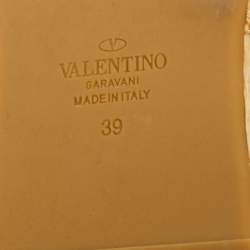 V
VALENTINO
GARAVANI
MADE IN ITALY
39